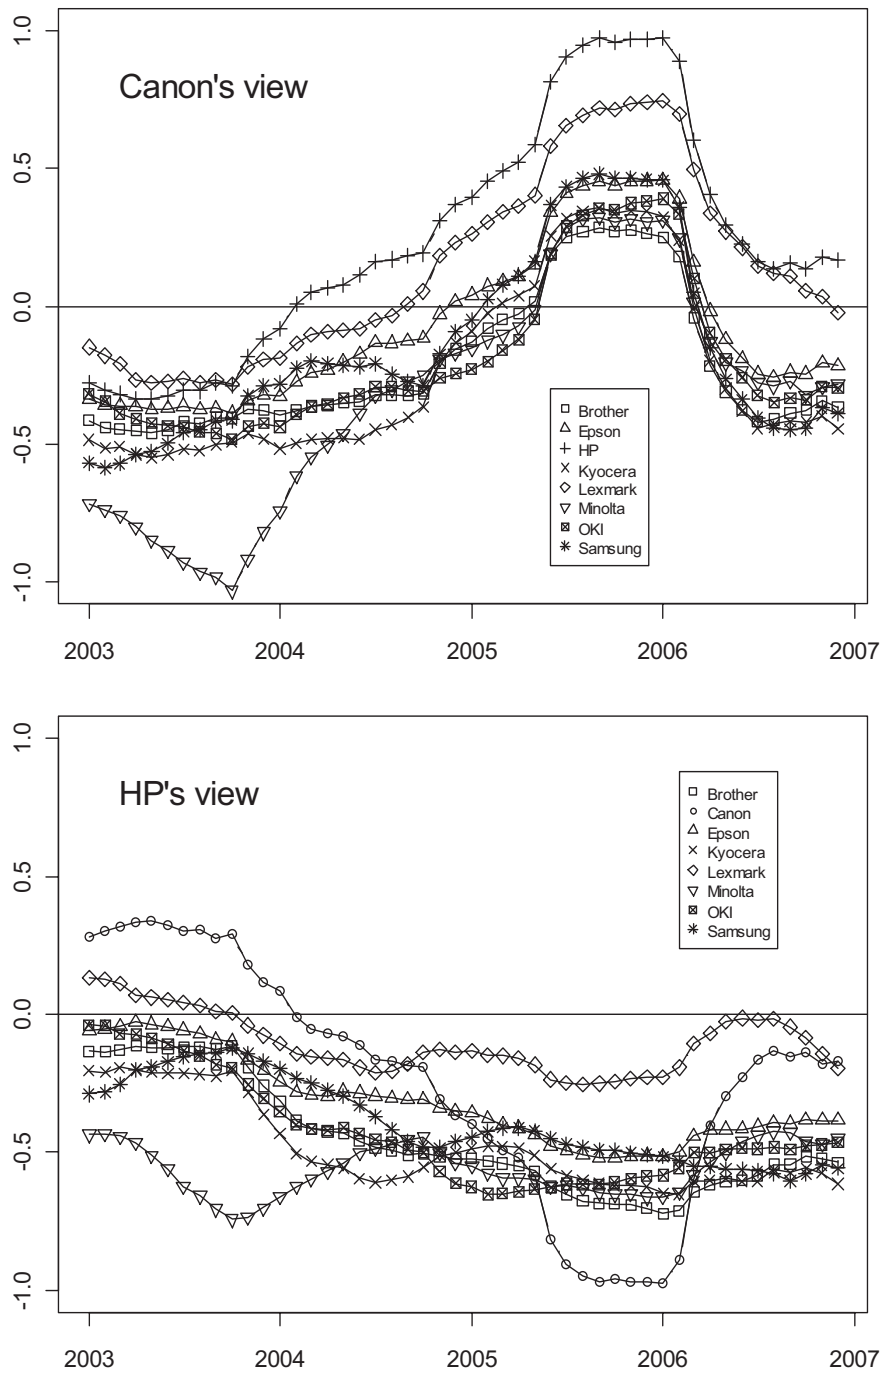 1.0
Canon's view
0.5
0.0
-0.5
-1.0
Brother
Epson
HP
Kyocera
Lexmark
Minolta
OKI
Samsung
2003 2004 2005 2006 2007
1.0
HP's view
0.5
0.0
-0.5
-1.0
Brother
Canon
Epson
Kyocera
Lexmark
Minolta
OKI
Samsung
2003 2004 2005 2006 2007